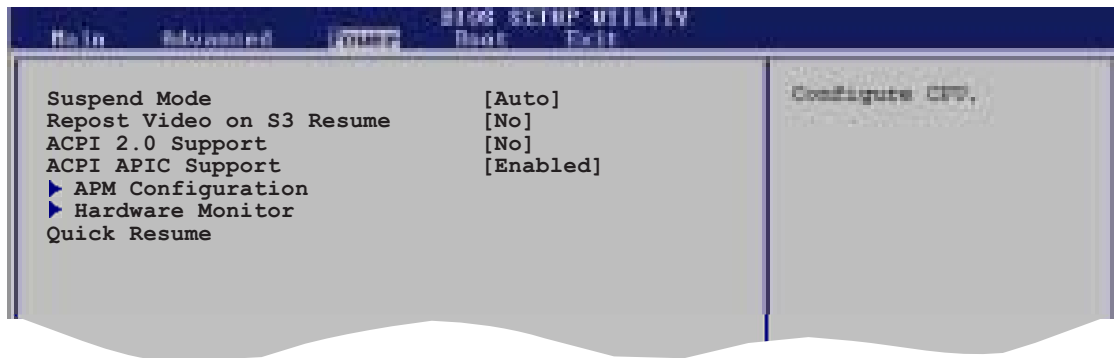 BIOS SETUP UTILITY
Main Advanced Power Boot Exit
Suspend Mode [Auto]
Repost Video on S3 Resume [No]
ACPI 2.0 Support [No]
ACPI APIC Support [Enabled]
APM Configuration
Hardware Monitor
Quick Resume
Configure CPU.